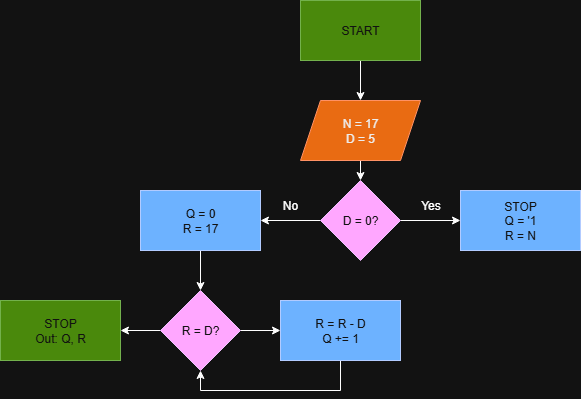 START
N = 17
D = 5
No
Yes
D = 0?
Q = 0
R = 17
STOP
Q = '1
R = N
STOP
Out: Q, R
R = D?
R = R - D
Q += 1